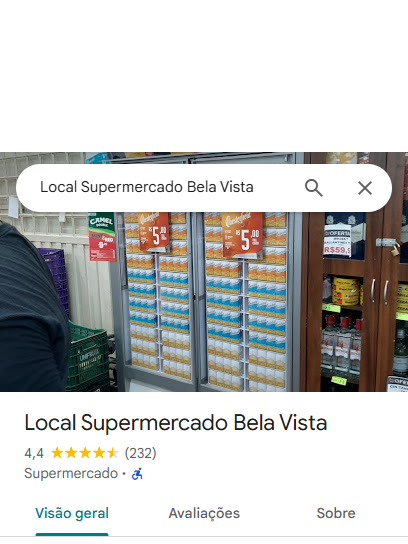 Local Supermercado Bela Vista
CAMEL
R$5,00
R$5,00
OFERTA
R$59,
Local Supermercado Bela Vista
4,4 (232)
Supermercado ·
Visão geral
Avaliações
Sobre